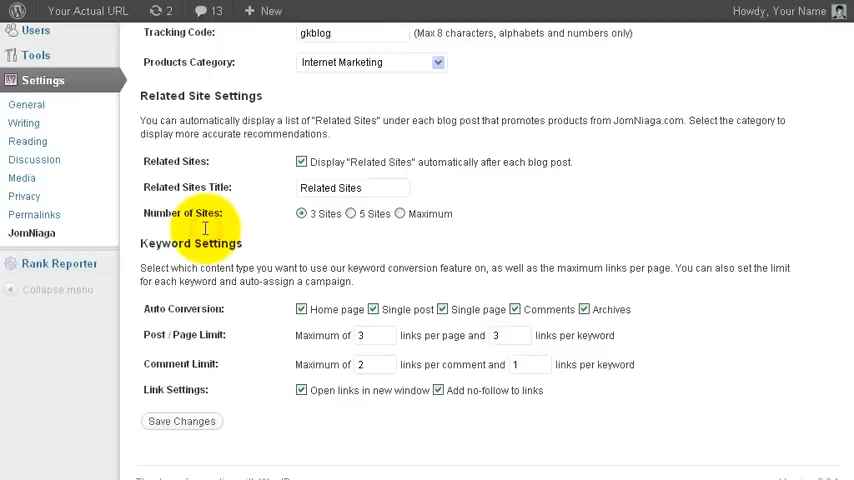 Your Actual URL 2 13 + New Howdy, Your Name
Users
Tools
Settings
General
Writing
Reading
Discussion
Media
Privacy
Permalinks
JomNiaga
Rank Reporter
Collapse menu
Tracking Code: gkblog (Max 8 characters, alphabets and numbers only)
Products Category: Internet Marketing
Related Site Settings
You can automatically display a list of "Related Sites" under each blog post that promotes products from JomNiaga.com. Select the category to
display more accurate recommendations.
Related Sites: Display "Related Sites" automatically after each blog post.
Related Sites Title: Related Sites
Number of Sites: 3 Sites 5 Sites Maximum
Keyword Settings
Select which content type you want to use our keyword conversion feature on, as well as the maximum links per page. You can also set the limit
for each keyword and auto-assign a campaign.
Auto Conversion: Home page Single post Single page Comments Archives
Post / Page Limit: Maximum of 3 links per page and 3 links per keyword
Comment Limit: Maximum of 2 links per comment and 1 links per keyword
Link Settings: Open links in new window Add no-follow to links
Save Changes